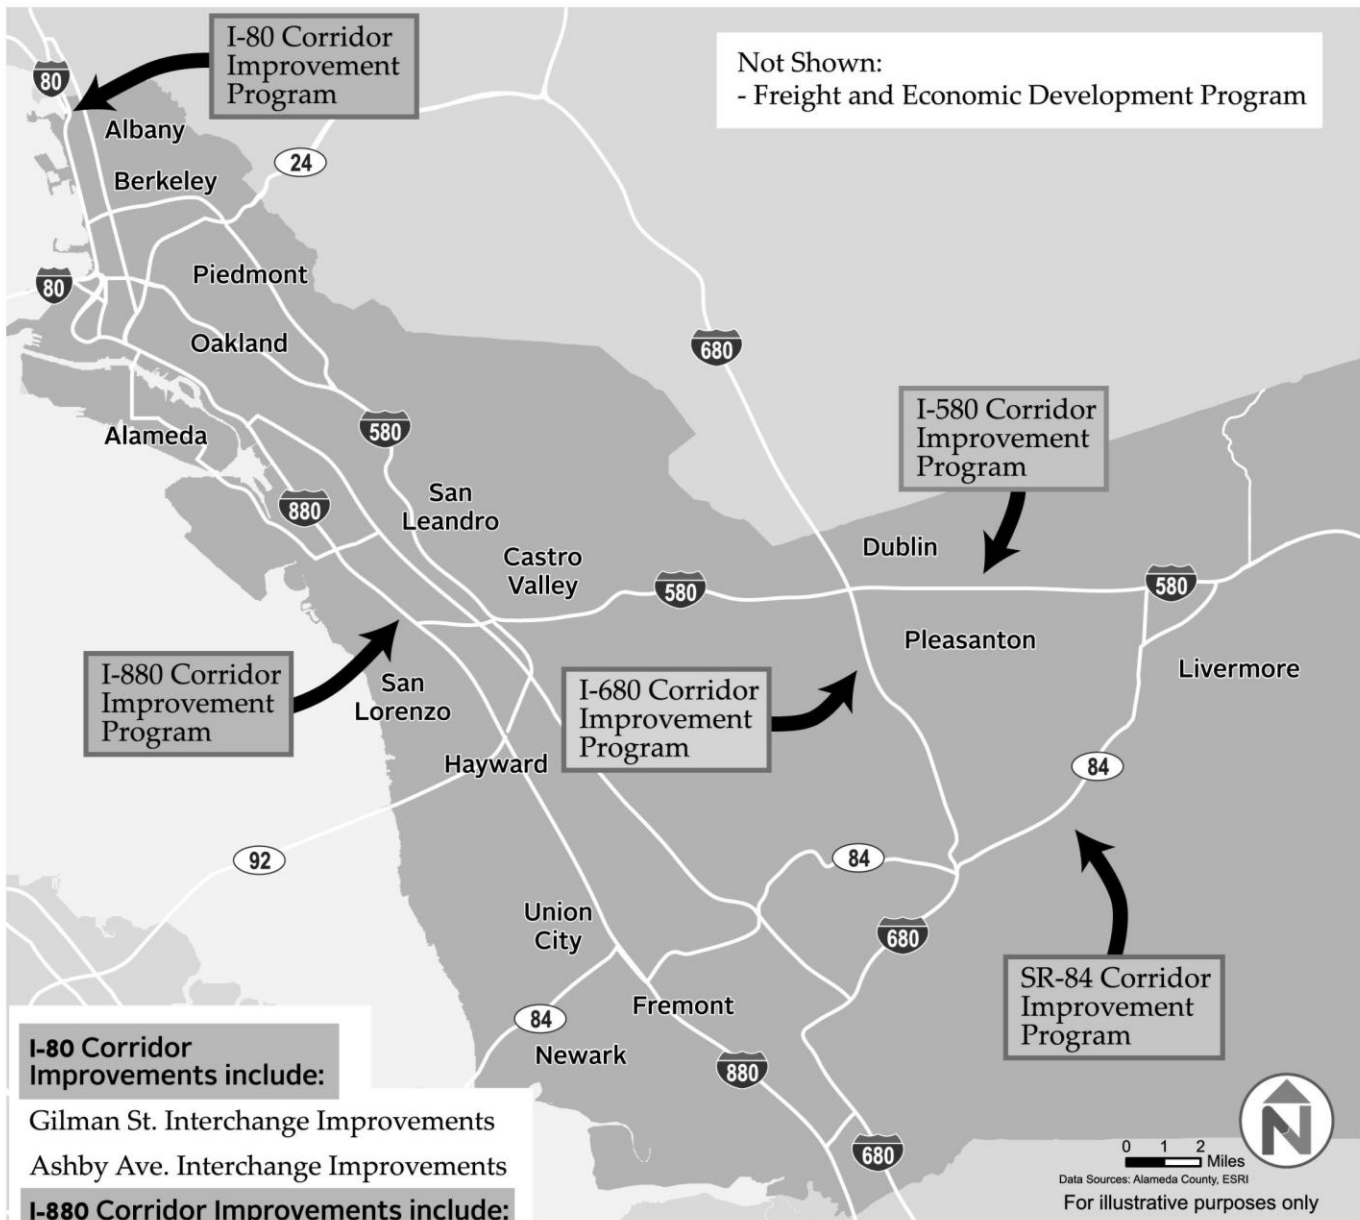 I-80 Corridor
Improvement
Program
Not Shown:
- Freight and Economic Development Program
80
Albany
24
Berkeley
Piedmont
80
Oakland
680
I-580 Corridor
Improvement
Program
Alameda
580
San
Leandro
880
Castro
Valley
Dublin
580
580
Pleasanton
Livermore
I-880 Corridor
Improvement
Program
San
Lorenzo
I-680 Corridor
Improvement
Program
Hayward
84
92
84
Union
City
680
SR-84 Corridor
Improvement
Program
Fremont
84
Newark
880
I-80 Corridor
Improvements include:
Gilman St. Interchange Improvements
Ashby Ave. Interchange Improvements
I-880 Corridor Improvements include:
680
N
0 1 2
Miles
Data Sources: Alameda County, ESRI
For illustrative purposes only